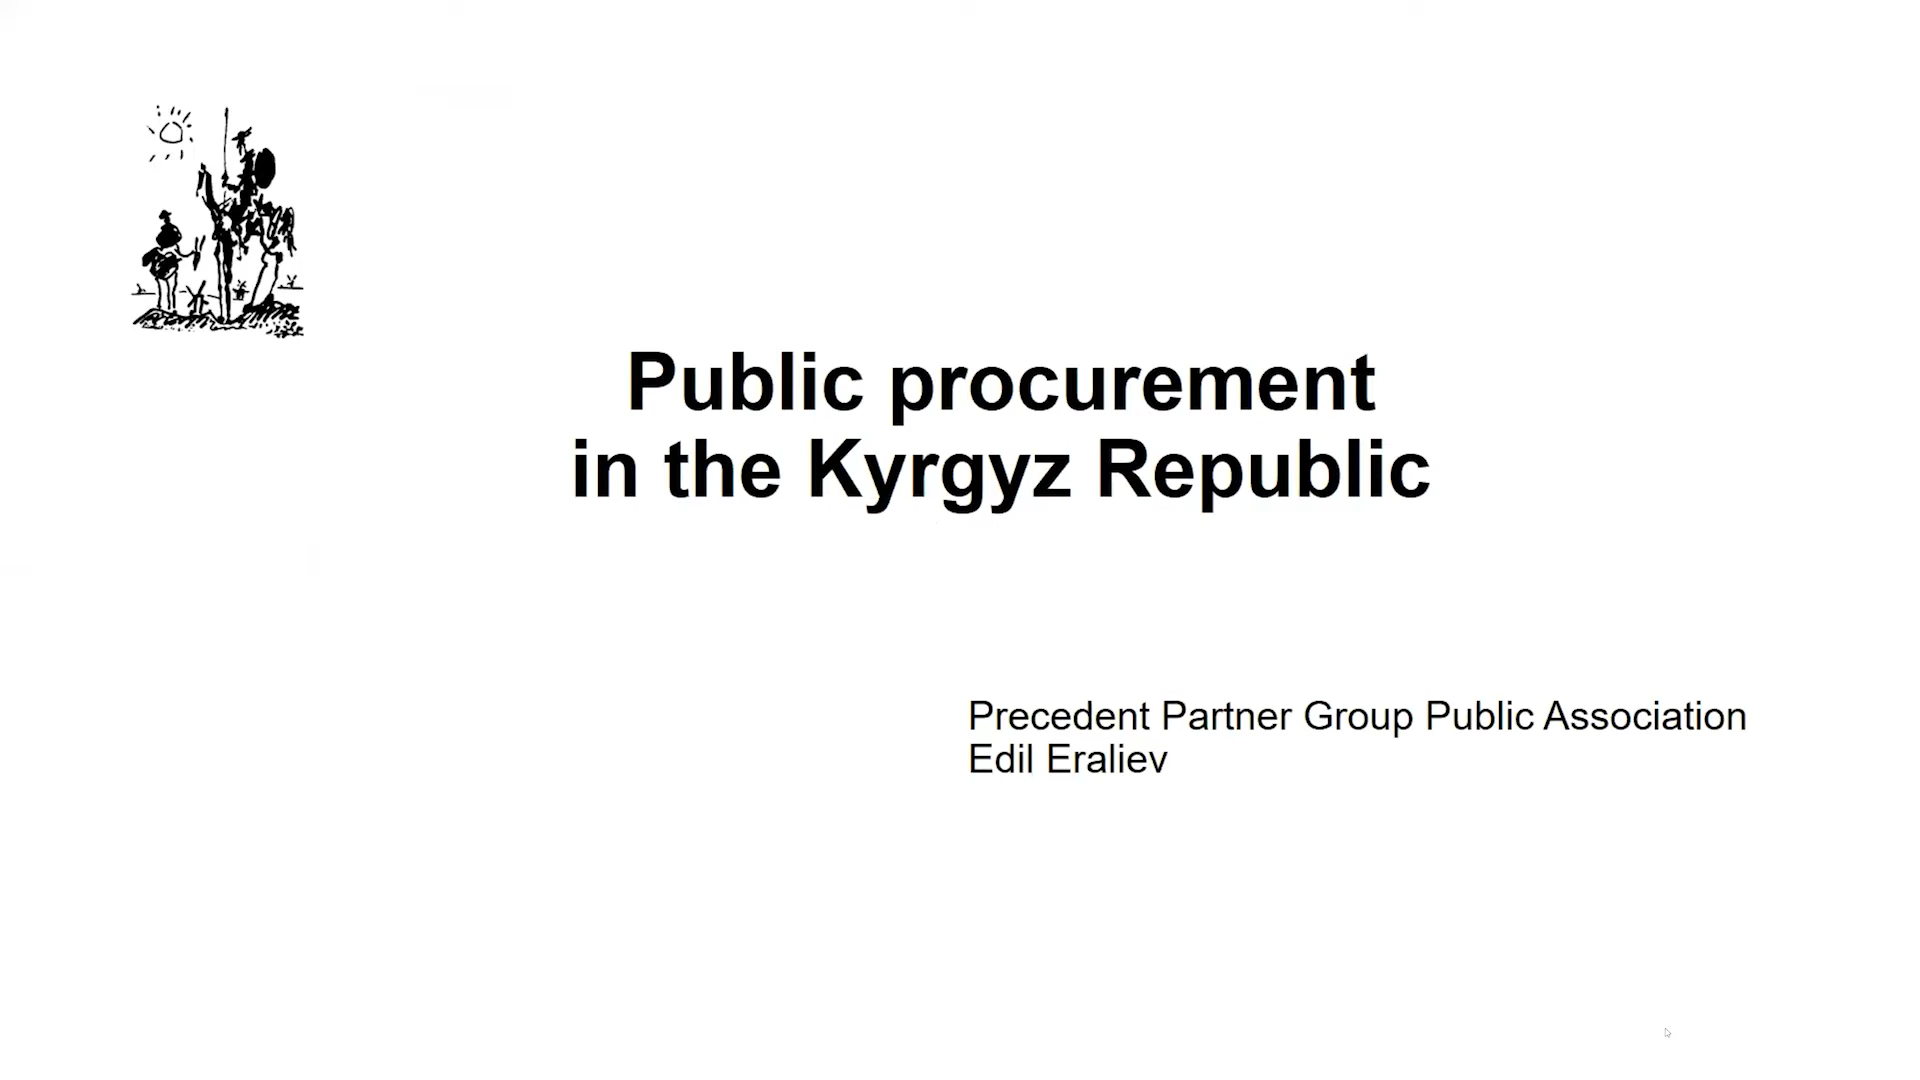 Public procurement
in the Kyrgyz Republic
Precedent Partner Group Public Association
Edil Eraliev